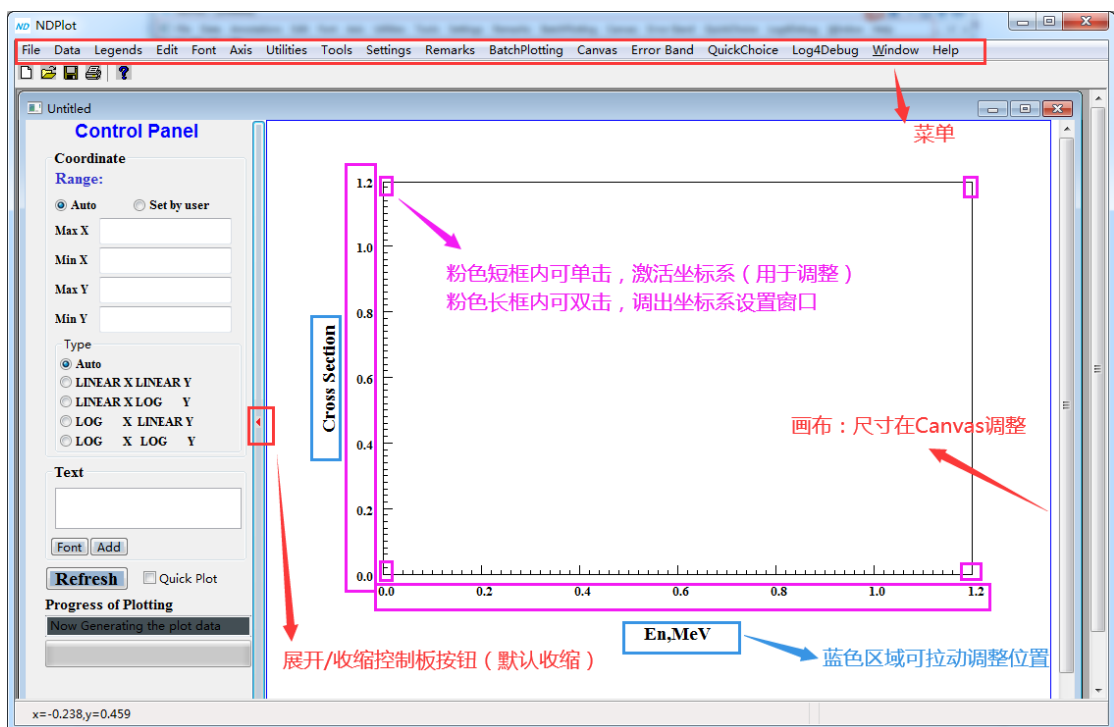 ND NDPlot
File Data Legends Edit Font Axis Utilities Tools Settings Remarks BatchPlotting Canvas Error Band QuickChoice Log4Debug Window Help
Untitled
菜单
Control Panel
Coordinate
Range:
Auto Set by user
Max X
Min X
Max Y
Min Y
Type
Auto
LINEAR X LINEAR Y
LINEAR X LOG Y
LOG X LINEAR Y
LOG X LOG Y
Text
Font Add
Refresh Quick Plot
Progress of Plotting
Now Generating the plot data
1.2
1.0
0.8
0.6
0.4
0.2
0.0
Cross Section
粉色短框内可单击，激活坐标系（用于调整）
粉色长框内可双击，调出坐标系设置窗口
画布：尺寸在Canvas调整
0.0 0.2 0.4 0.6 0.8 1.0 1.2
En,MeV
展开/收缩控制板按钮（默认收缩）
蓝色区域可拉动调整位置
x=-0.238,y=0.459